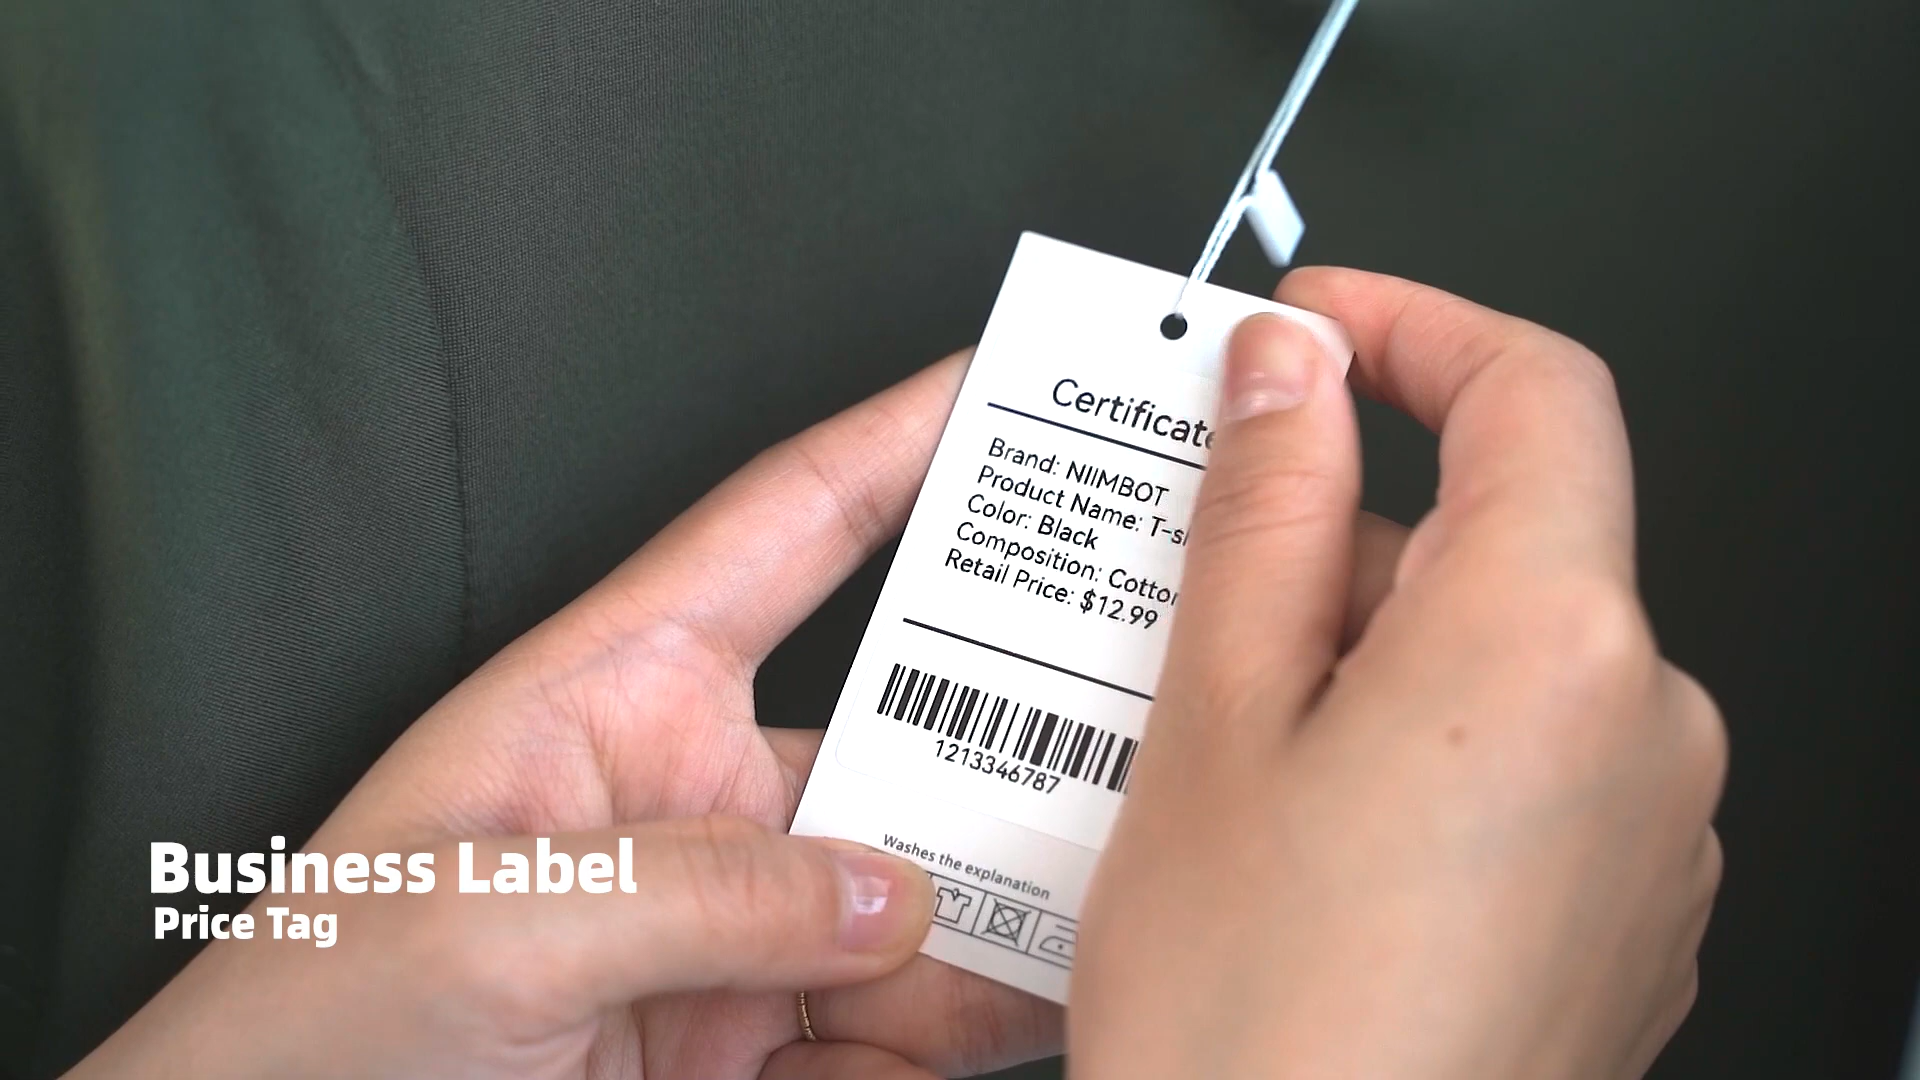 Certificate
Brand: NIIMBOT
Product Name:
Color: Black
Composition:
Retail Price: $12.99
1213346787
Washes the explanation
Business Label
Price Tag